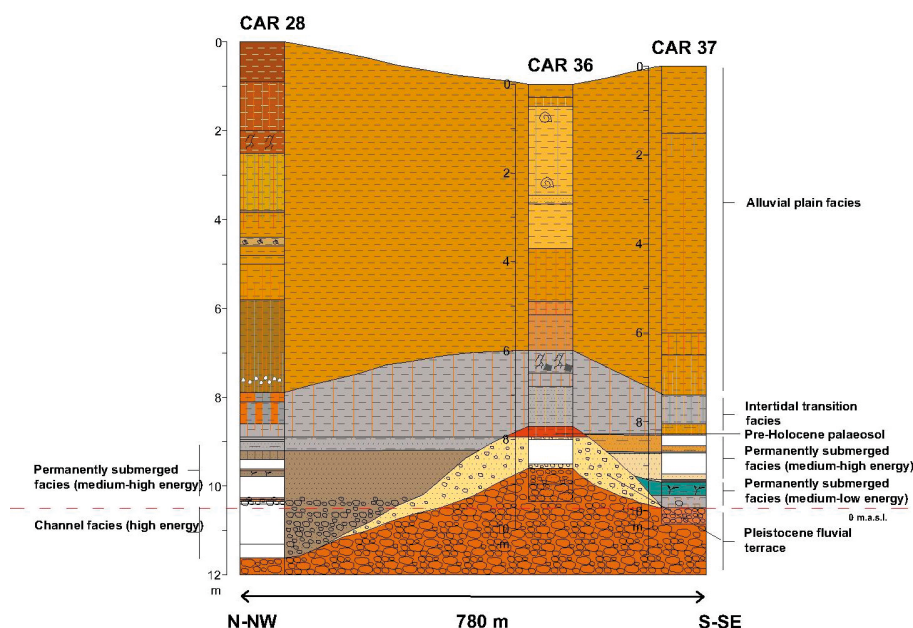 CAR 28
CAR 36
CAR 37
0
2
4
6
8
10
12
m
0
2
4
6
8
10
m
0
2
4
6
8
10
m
Alluvial plain facies
Intertidal transition
facies
Pre-Holocene palaeosol
Permanently submerged
facies (medium-high energy)
Permanently submerged
facies (medium-low energy)
0 m.a.s.l.
Pleistocene fluvial
terrace
Permanently submerged
facies (medium-high energy)
Channel facies (high energy)
N-NW
780 m
S-SE